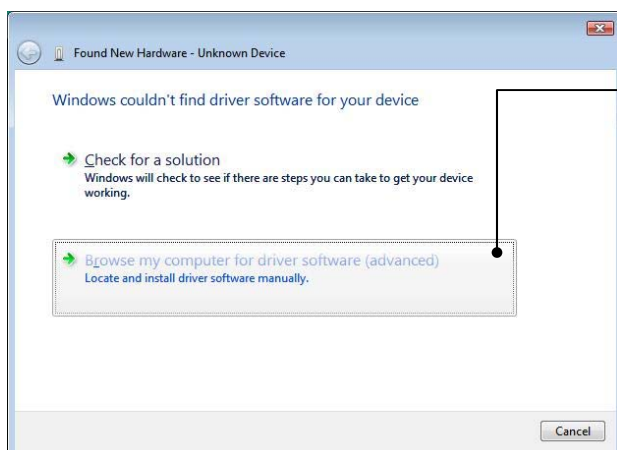 Found New Hardware - Unknown Device
Windows couldn't find driver software for your device
Check for a solution
Windows will check to see if there are steps you can take to get your device
working.
Browse my computer for driver software (advanced)
Locate and install driver software manually.
Cancel